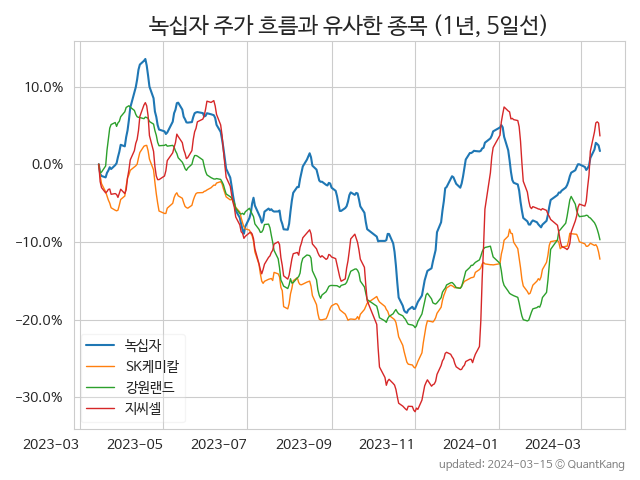 녹십자 주가 흐름과 유사한 종목 (1년, 5일선)
10.0%
0.0%
−10.0%
−20.0%
−30.0%
녹십자
SK케미칼
강원랜드
지씨셀
2023−03 2023−05 2023−07 2023−09 2023−11 2024−01 2024−03
updated: 2024-03-15 © QuantKang